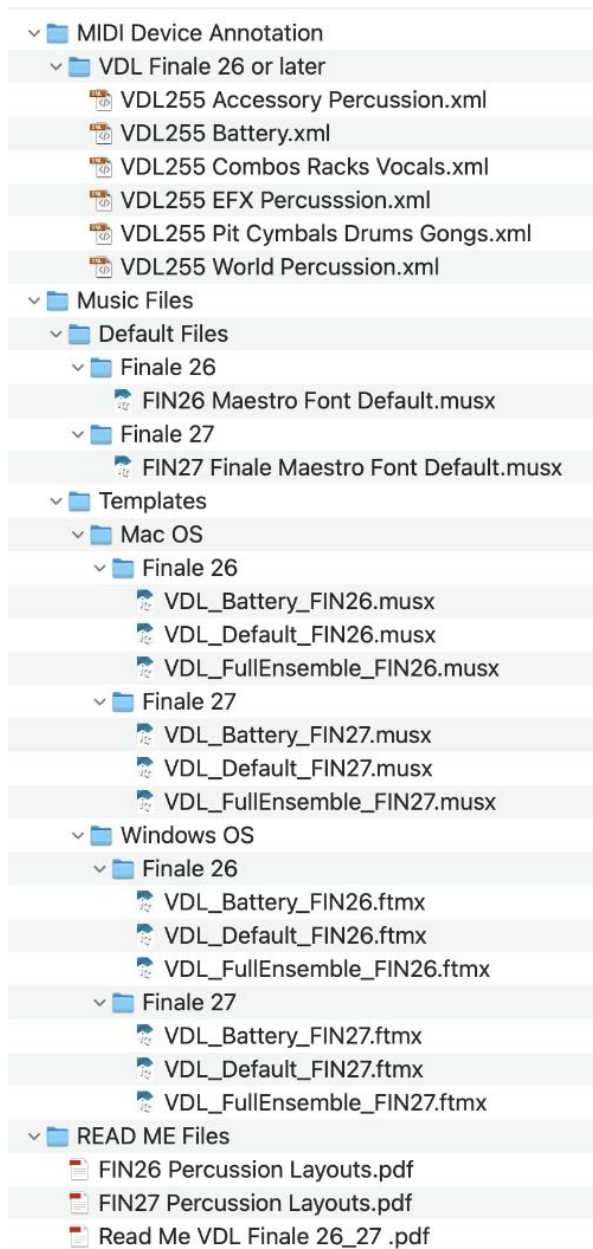 MIDI Device Annotation
VDL Finale 26 or later
VDL255 Accessory Percussion.xml
VDL255 Battery.xml
VDL255 Combos Racks Vocals.xml
VDL255 EFX Percusssion.xml
VDL255 Pit Cymbals Drums Gongs.xml
VDL255 World Percussion.xml
Music Files
Default Files
Finale 26
FIN26 Maestro Font Default.musx
Finale 27
FIN27 Finale Maestro Font Default.musx
Templates
Mac OS
Finale 26
VDL_Battery_FIN26.musx
VDL_Default_FIN26.musx
VDL_FullEnsemble_FIN26.musx
Finale 27
VDL_Battery_FIN27.musx
VDL_Default_FIN27.musx
VDL_FullEnsemble_FIN27.musx
Windows OS
Finale 26
VDL_Battery_FIN26.ftmx
VDL_Default_FIN26.ftmx
VDL_FullEnsemble_FIN26.ftmx
Finale 27
VDL_Battery_FIN27.ftmx
VDL_Default_FIN27.ftmx
VDL_FullEnsemble_FIN27.ftmx
READ ME Files
FIN26 Percussion Layouts.pdf
FIN27 Percussion Layouts.pdf
Read Me VDL Finale 26_27 .pdf